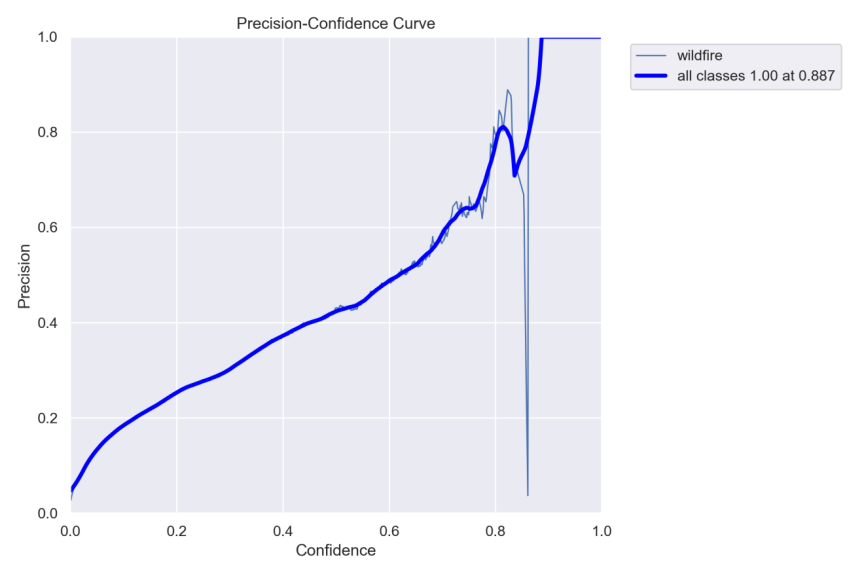 Precision-Confidence Curve
1.0
0.8
0.6
0.4
0.2
0.0
Precision
0.0 0.2 0.4 0.6 0.8 1.0
Confidence
wildfire
all classes 1.00 at 0.887